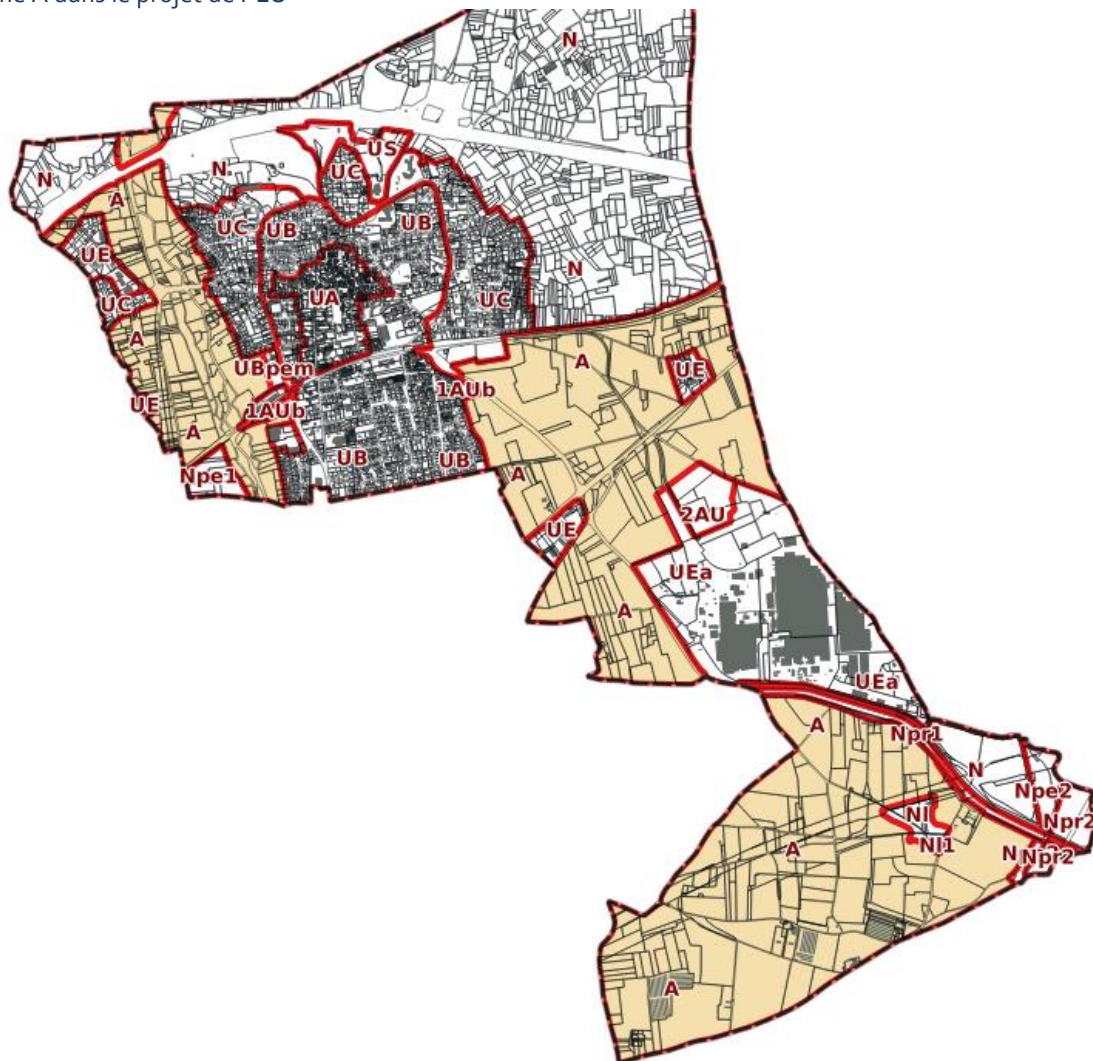 ne A dans le projet de PLU
N
US
UC
N
N
A
UC
UB
UB
UE
N
UA
UC
UC
A
A
UBpem
UE
1AUb
UE
1AUb
A
UB
UB
A
Npe1
2AU
UE
UEa
A
UEa
A
Npr1
N
Npe2
Nl
Npr2
A
Nl1
Npr2
A